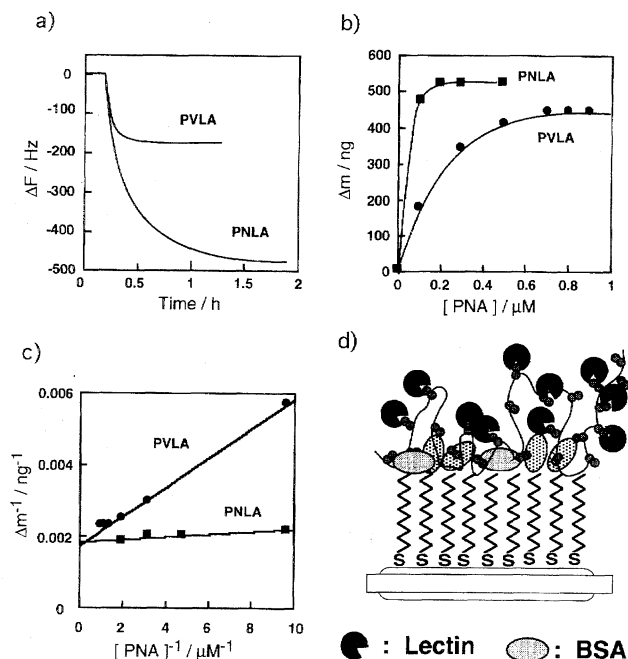 a)
0
-100
-200
-300
-400
-500
ΔF / Hz
PVLA
PNLA
0
0.5
1
1.5
2
Time / h
b)
600
500
400
300
200
100
0
Δm / ng
PNLA
PVLA
0
0.2
0.4
0.6
0.8
1
[ PNA ] / μM
c)
0.006
0.004
0.002
0
Δm⁻¹ / ng⁻¹
PVLA
PNLA
0
2
4
6
8
10
[ PNA ]⁻¹ / μM⁻¹
d)
S S S S S S S S S
: Lectin
: BSA